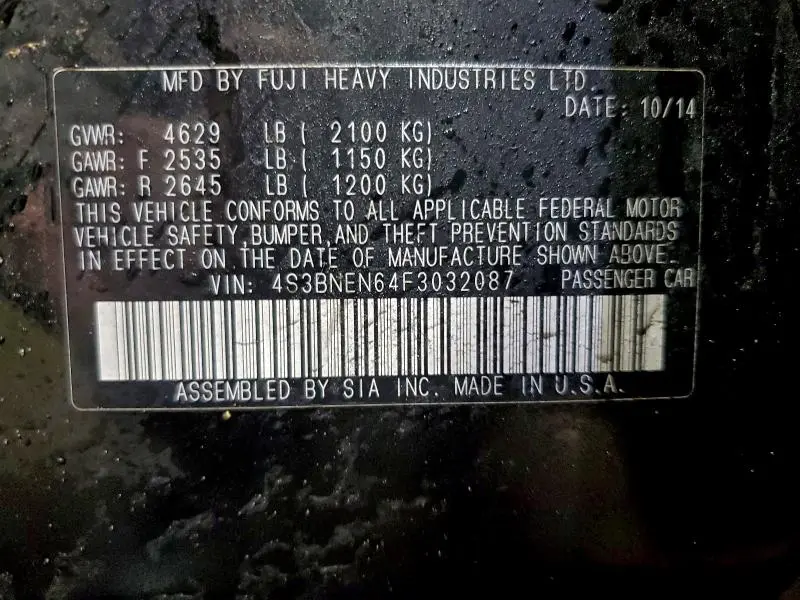 MFD BY FUJI HEAVY INDUSTRIES LTD
DATE: 10/14
GVWR: 4629 LB ( 2100 KG)
GAWR: F 2535 LB ( 1150 KG)
GAWR: R 2645 LB ( 1200 KG)
THIS VEHICLE CONFORMS TO ALL APPLICABLE FEDERAL MOTOR
VEHICLE SAFETY,BUMPER,AND THEFT PREVENTION STANDARDS
IN EFFECT ON THE DATE OF MANUFACTURE SHOWN ABOVE.
VIN: 4S3BNEN64F3032087 PASSENGER CAR
ASSEMBLED BY SIA INC. MADE IN U.S.A.